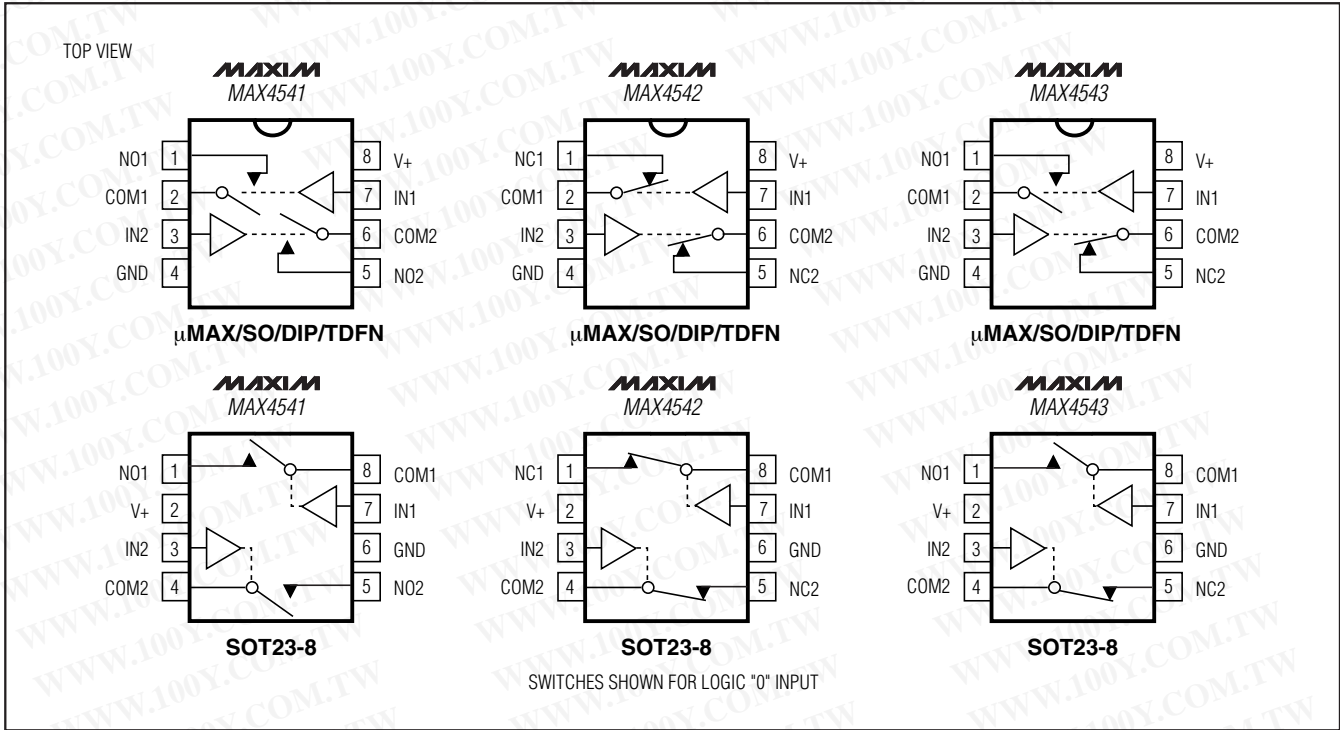 TOP VIEW
MAXIM MAXIM MAXIM
MAX4541 MAX4542 MAX4543
NO1 1 8 V+ NC1 1 8 V+ NO1 1 8 V+
COM1 2 7 IN1 COM1 2 7 IN1 COM1 2 7 IN1
IN2 3 6 COM2 IN2 3 6 COM2 IN2 3 6 COM2
GND 4 5 NO2 GND 4 5 NC2 GND 4 5 NC2
μMAX/SO/DIP/TDFN μMAX/SO/DIP/TDFN μMAX/SO/DIP/TDFN
MAXIM MAXIM MAXIM
MAX4541 MAX4542 MAX4543
NO1 1 8 COM1 NC1 1 8 COM1 NO1 1 8 COM1
V+ 2 7 IN1 V+ 2 7 IN1 V+ 2 7 IN1
IN2 3 6 GND IN2 3 6 GND IN2 3 6 GND
COM2 4 5 NO2 COM2 4 5 NC2 COM2 4 5 NC2
SOT23-8 SOT23-8 SOT23-8
SWITCHES SHOWN FOR LOGIC "0" INPUT
WWW.100Y.COM.TW